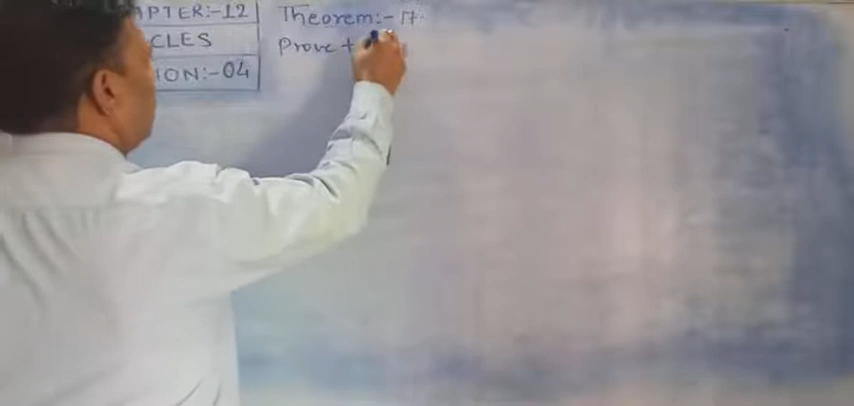 APTER:-12
CLES
ION:-04
Theorem:- 17.
Prove t